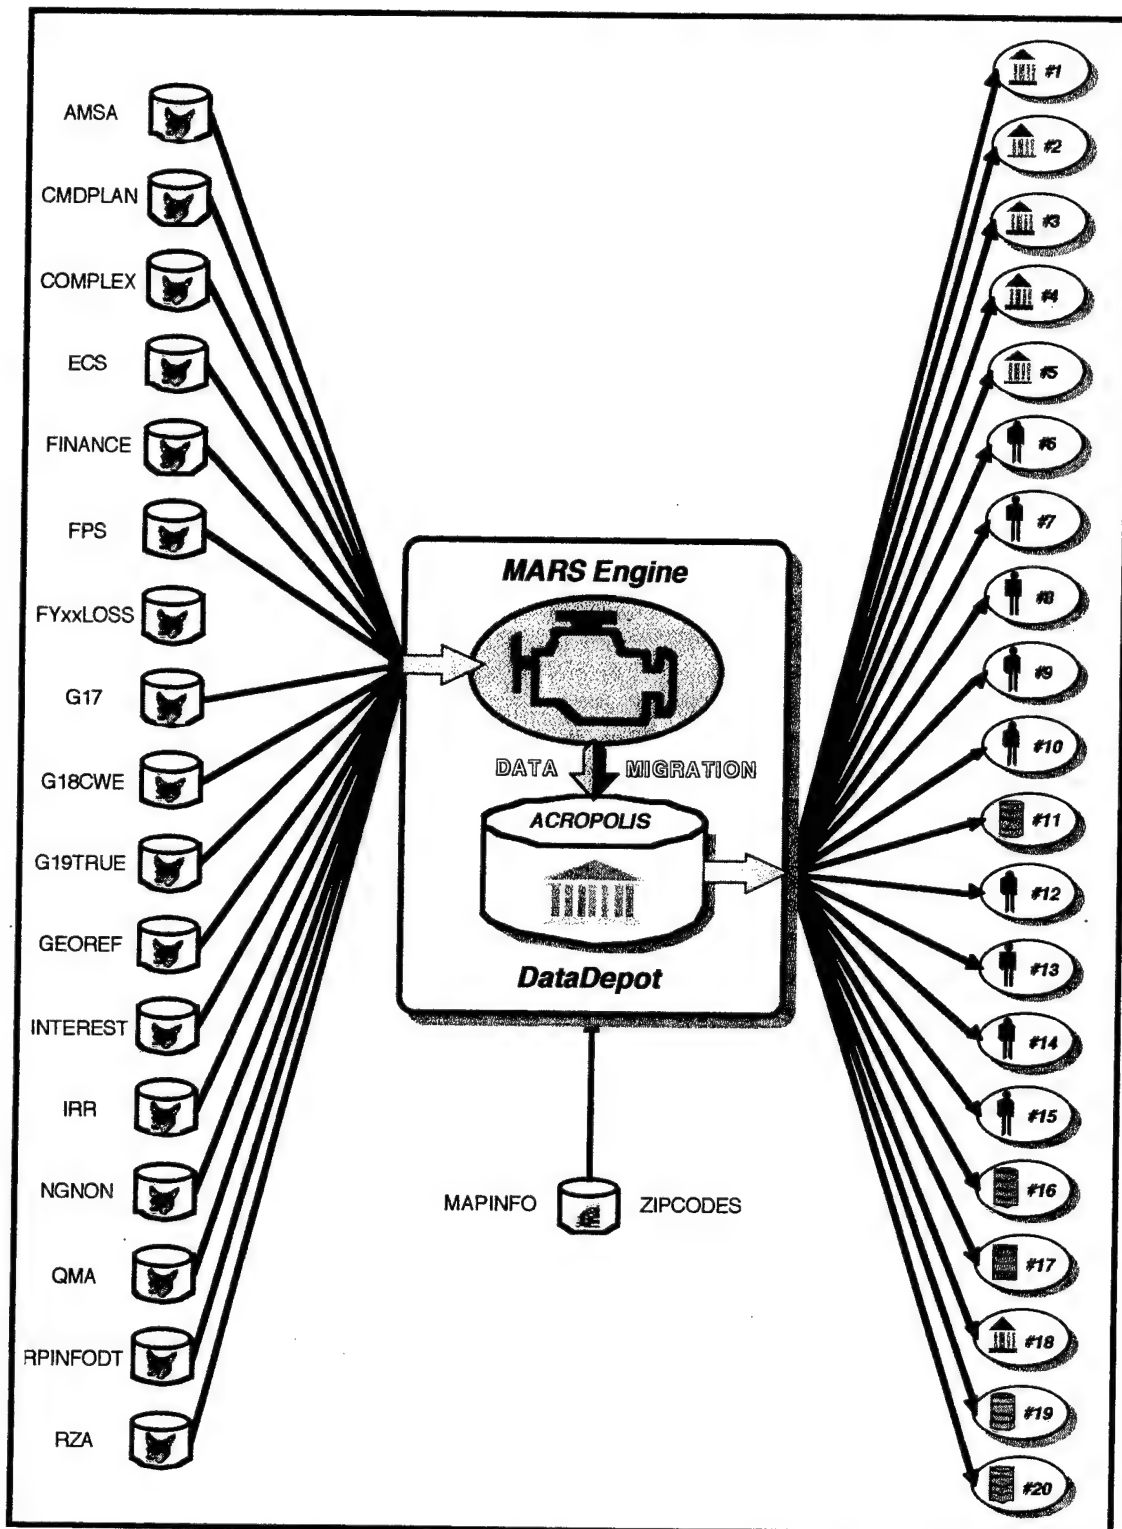 AMSA
CMDPLAN
COMPLEX
ECS
FINANCE
FPS
FYxxLOSS
G17
G18CWE
G19TRUE
GEOREF
INTEREST
IRR
NGNON
QMA
RPINFODT
RZA
MARS Engine
DATA MIGRATION
ACROPOLIS
DataDepot
MAPINFO ZIPCODES
#1
#2
#3
#4
#5
#6
#7
#8
#9
#10
#11
#12
#13
#14
#15
#16
#17
#18
#19
#20